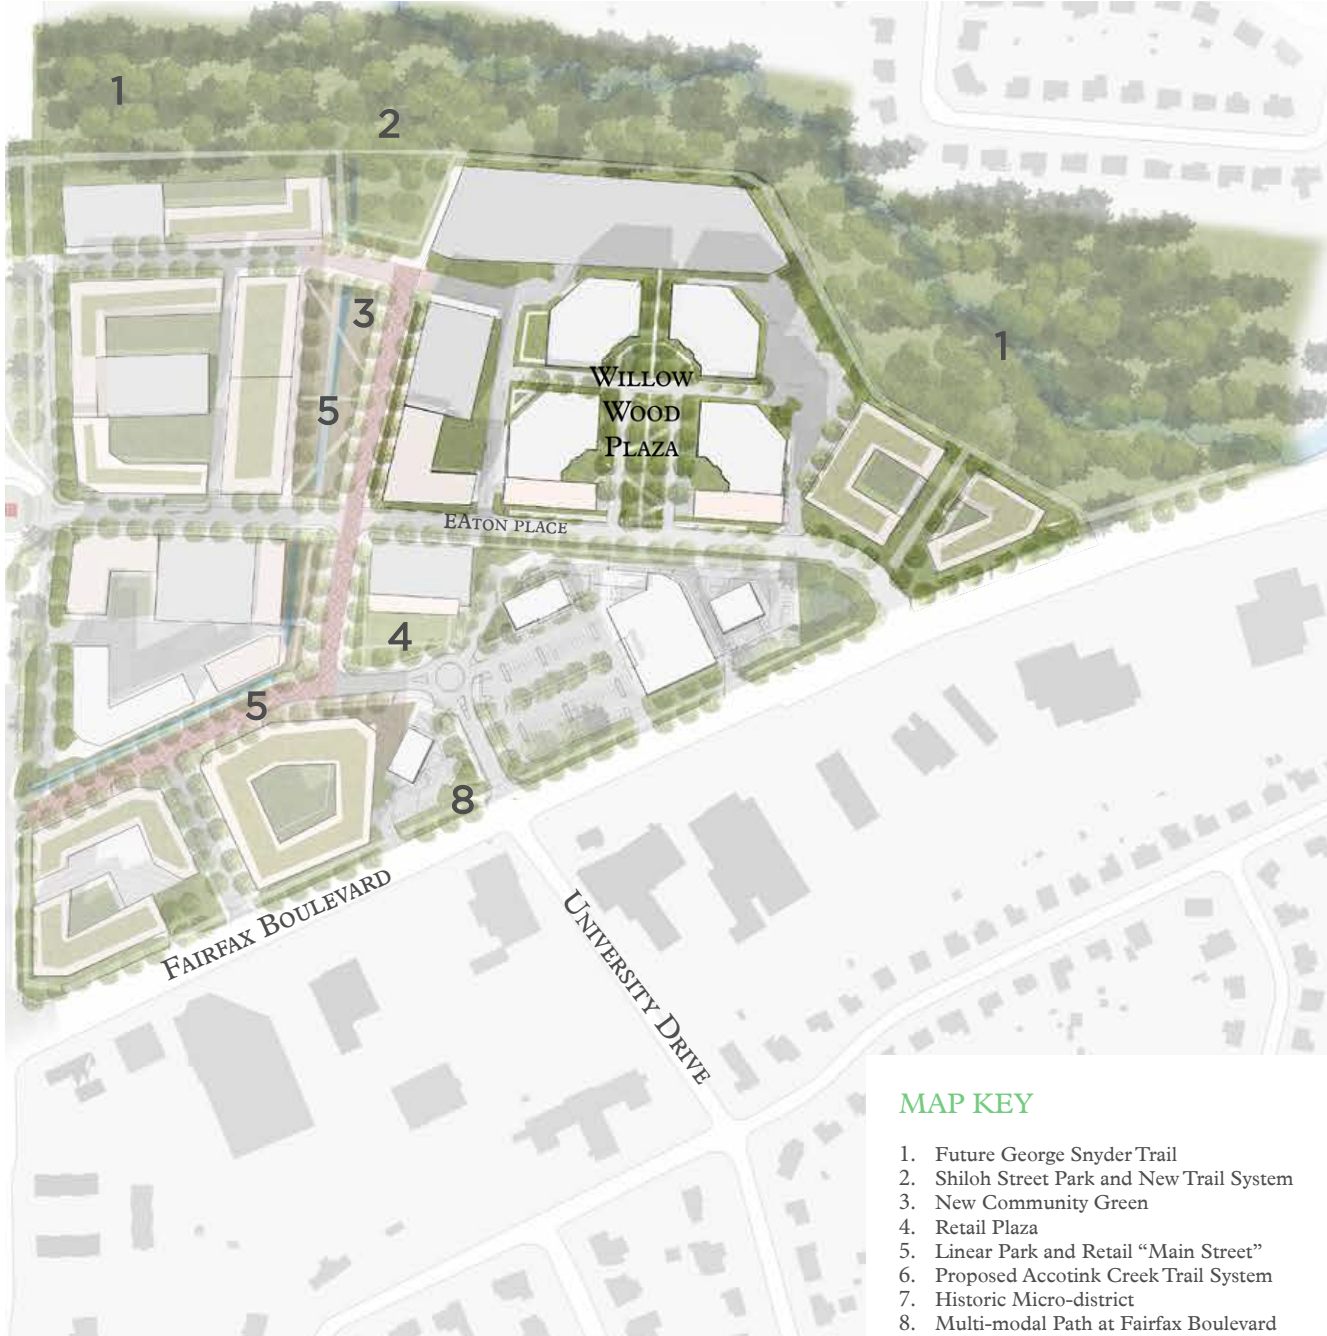 1
2
3
1
Willow
Wood
Plaza
5
Eaton Place
4
5
8
Fairfax Boulevard
University Drive
MAP KEY
1. Future George Snyder Trail
2. Shiloh Street Park and New Trail System
3. New Community Green
4. Retail Plaza
5. Linear Park and Retail “Main Street”
6. Proposed Accotink Creek Trail System
7. Historic Micro-district
8. Multi-modal Path at Fairfax Boulevard